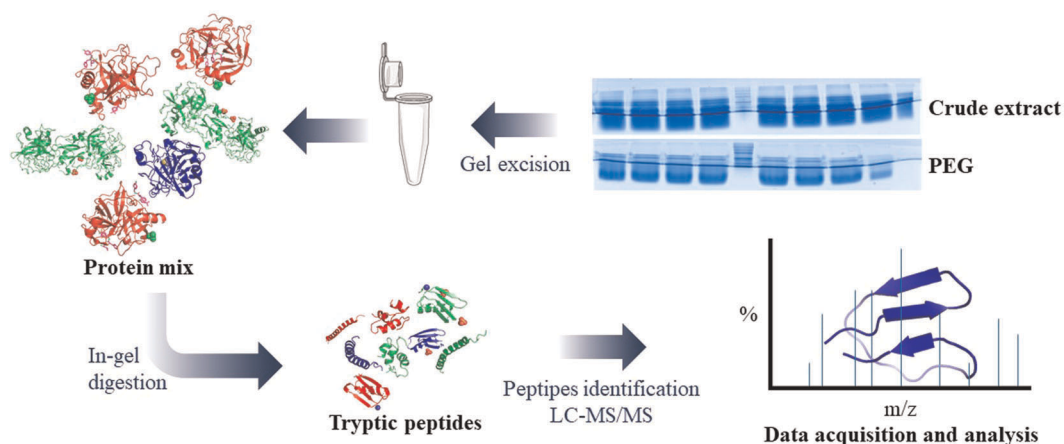 Crude extract
Gel excision
PEG
Protein mix
In-gel
digestion
Tryptic peptides
Peptipes identification
LC-MS/MS
%
m/z
Data acquisition and analysis